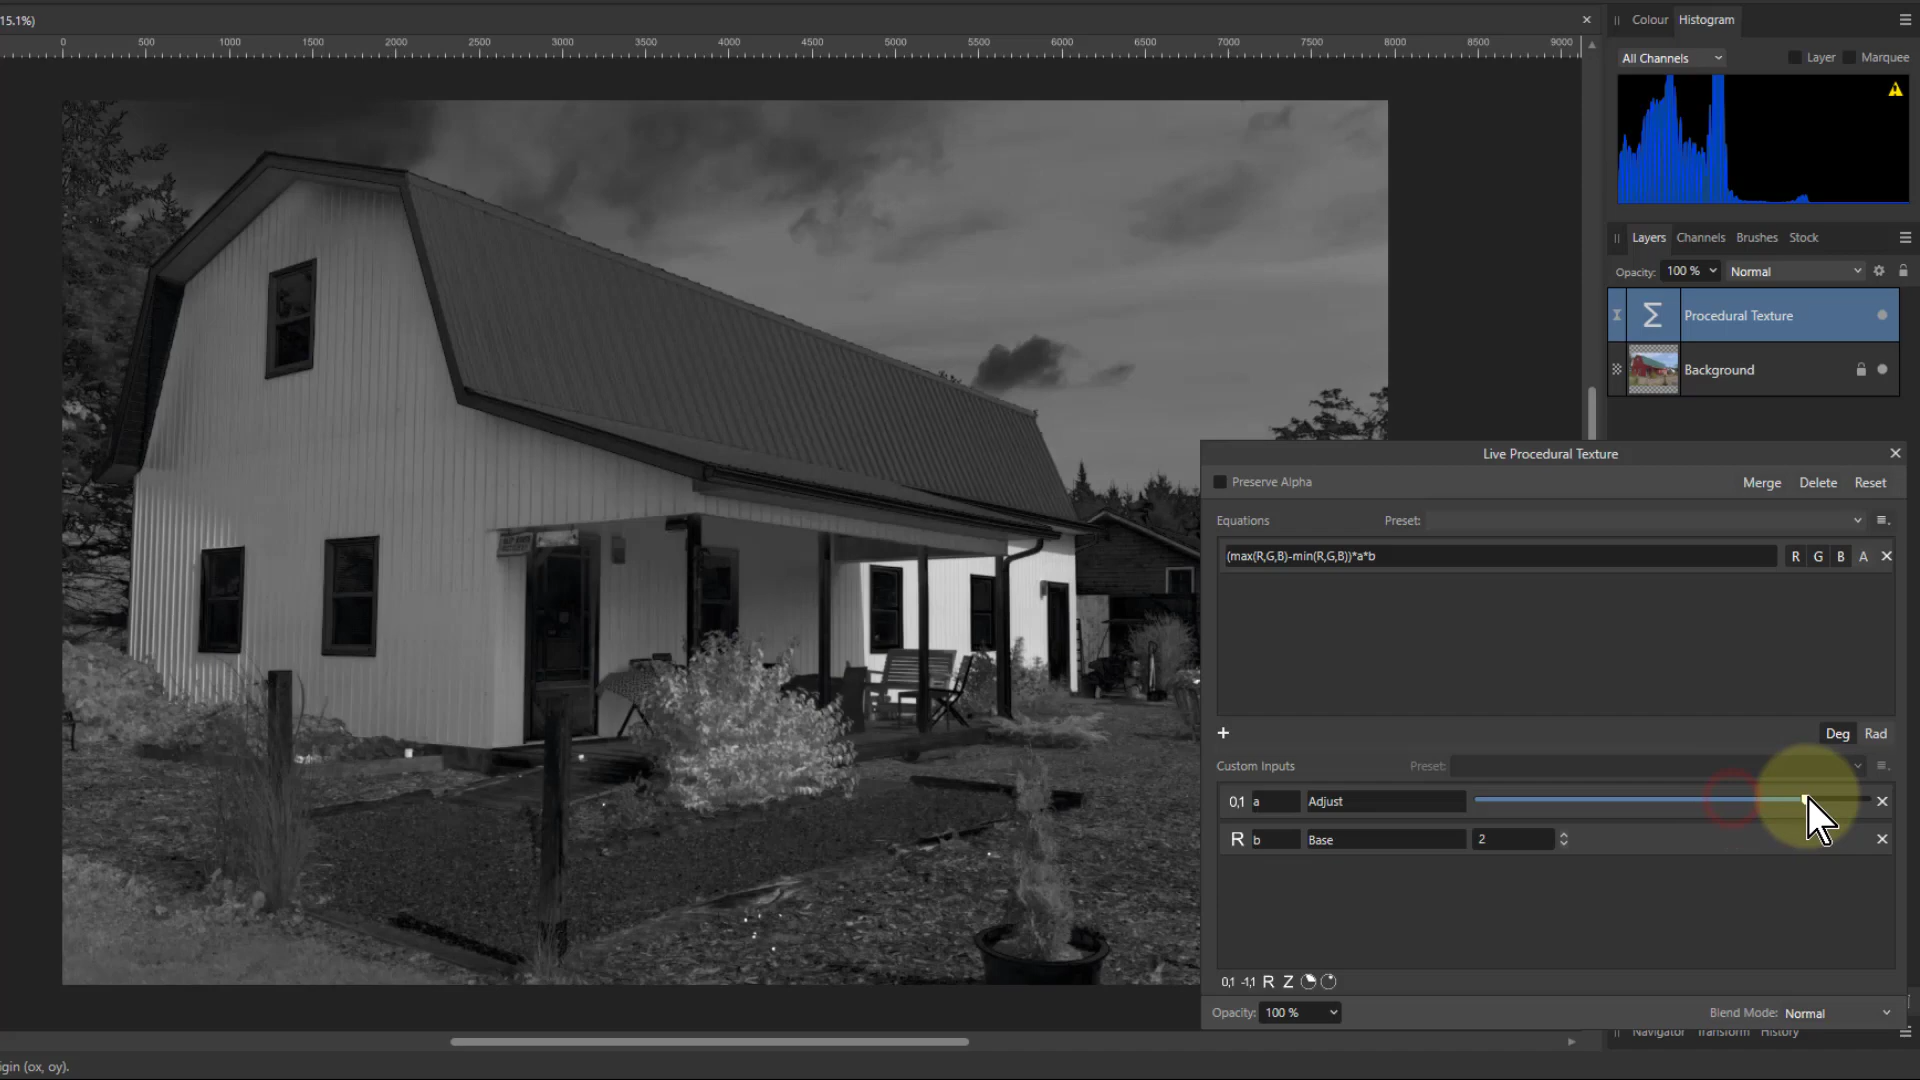 15.1%)
Colour Histogram
0 500 1000 1500 2000 2500 3000 3500 4000 4500 5000 5500 6000 6500 7000 7500 8000 8500 9000
All Channels Layer Marquee
Layers Channels Brushes Stock
Opacity: 100 % Normal
Σ Procedural Texture
Background
Live Procedural Texture
Preserve Alpha Merge Delete Reset
Equations Preset:
(max(R,G,B)-min(R,G,B))*a*b R G B A
Deg Rad
Custom Inputs Preset:
0,1 a Adjust
R b Base 2
0,1 -1,1 R Z
Opacity: 100 % Blend Mode: Normal
Navigator Transform History
igin (ox, oy).